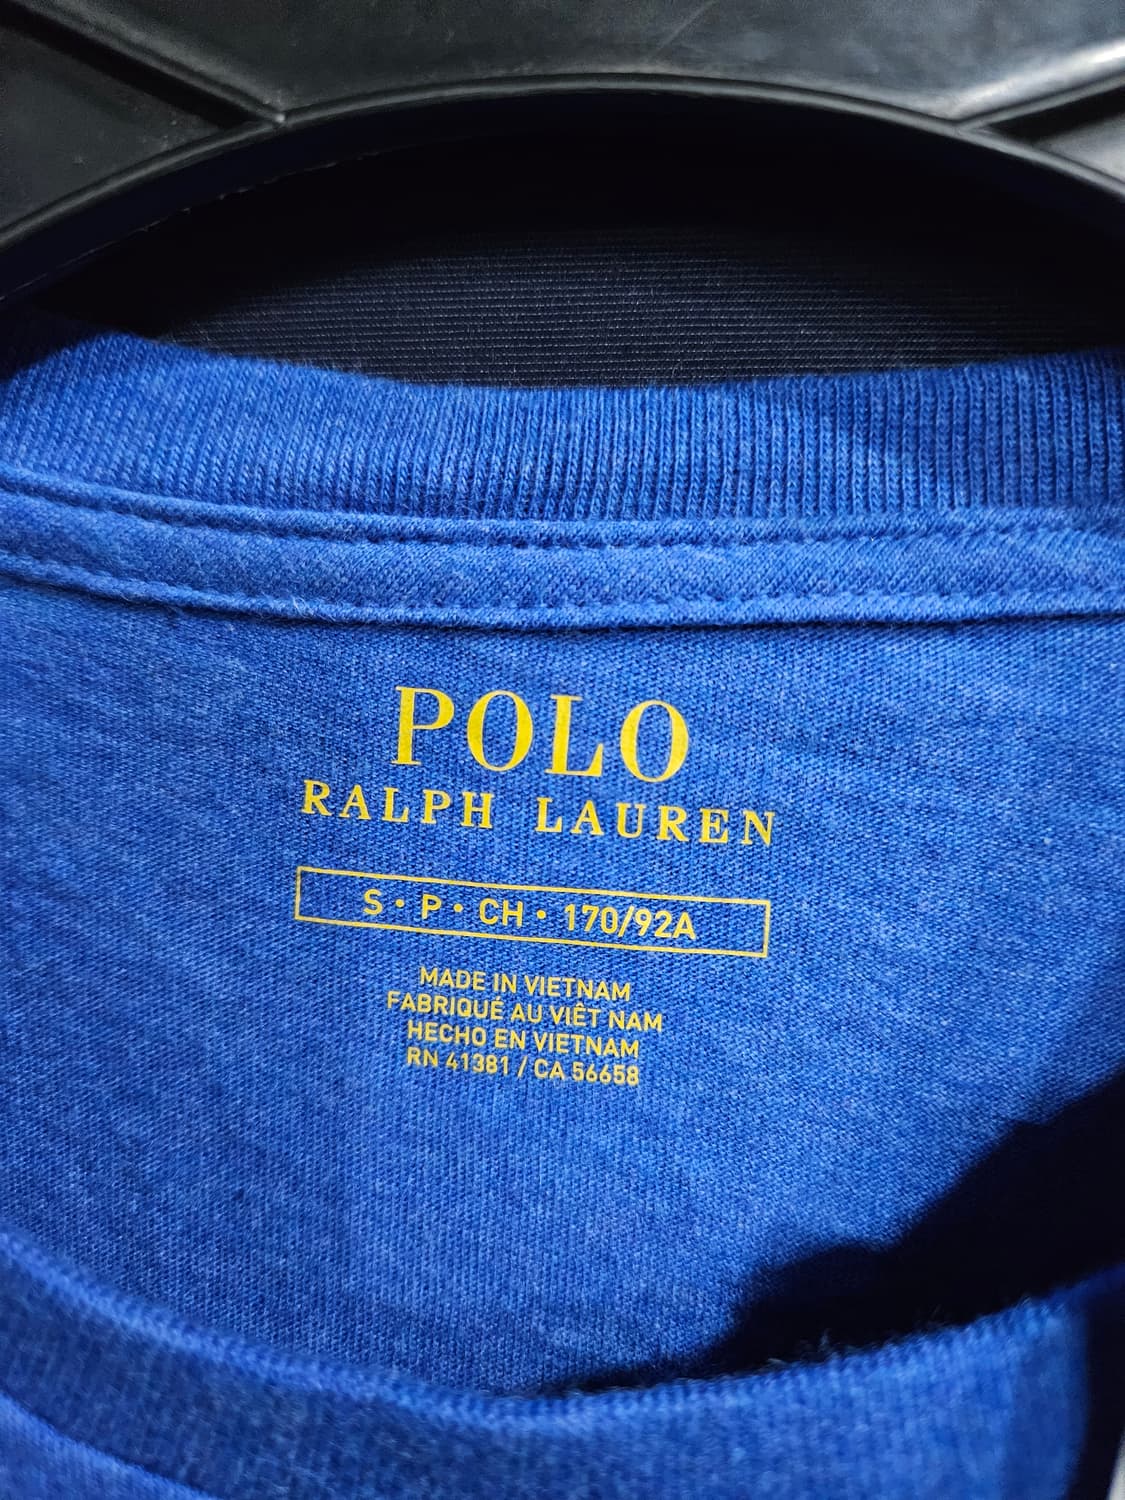 POLO
RALPH LAUREN
S • P • CH • 170/92A
MADE IN VIETNAM
FABRIQUÉ AU VIÊT NAM
HECHO EN VIETNAM
RN 41381 / CA 56658